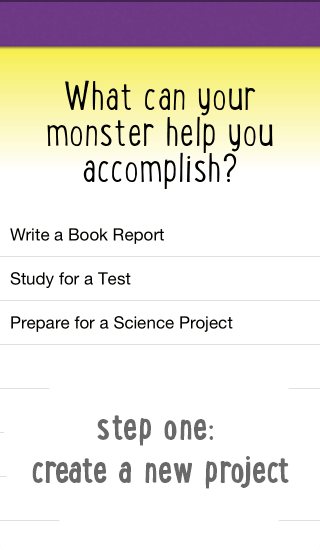 What can your
monster help you
accomplish?
Write a Book Report
Study for a Test
Prepare for a Science Project
step one:
create a new project